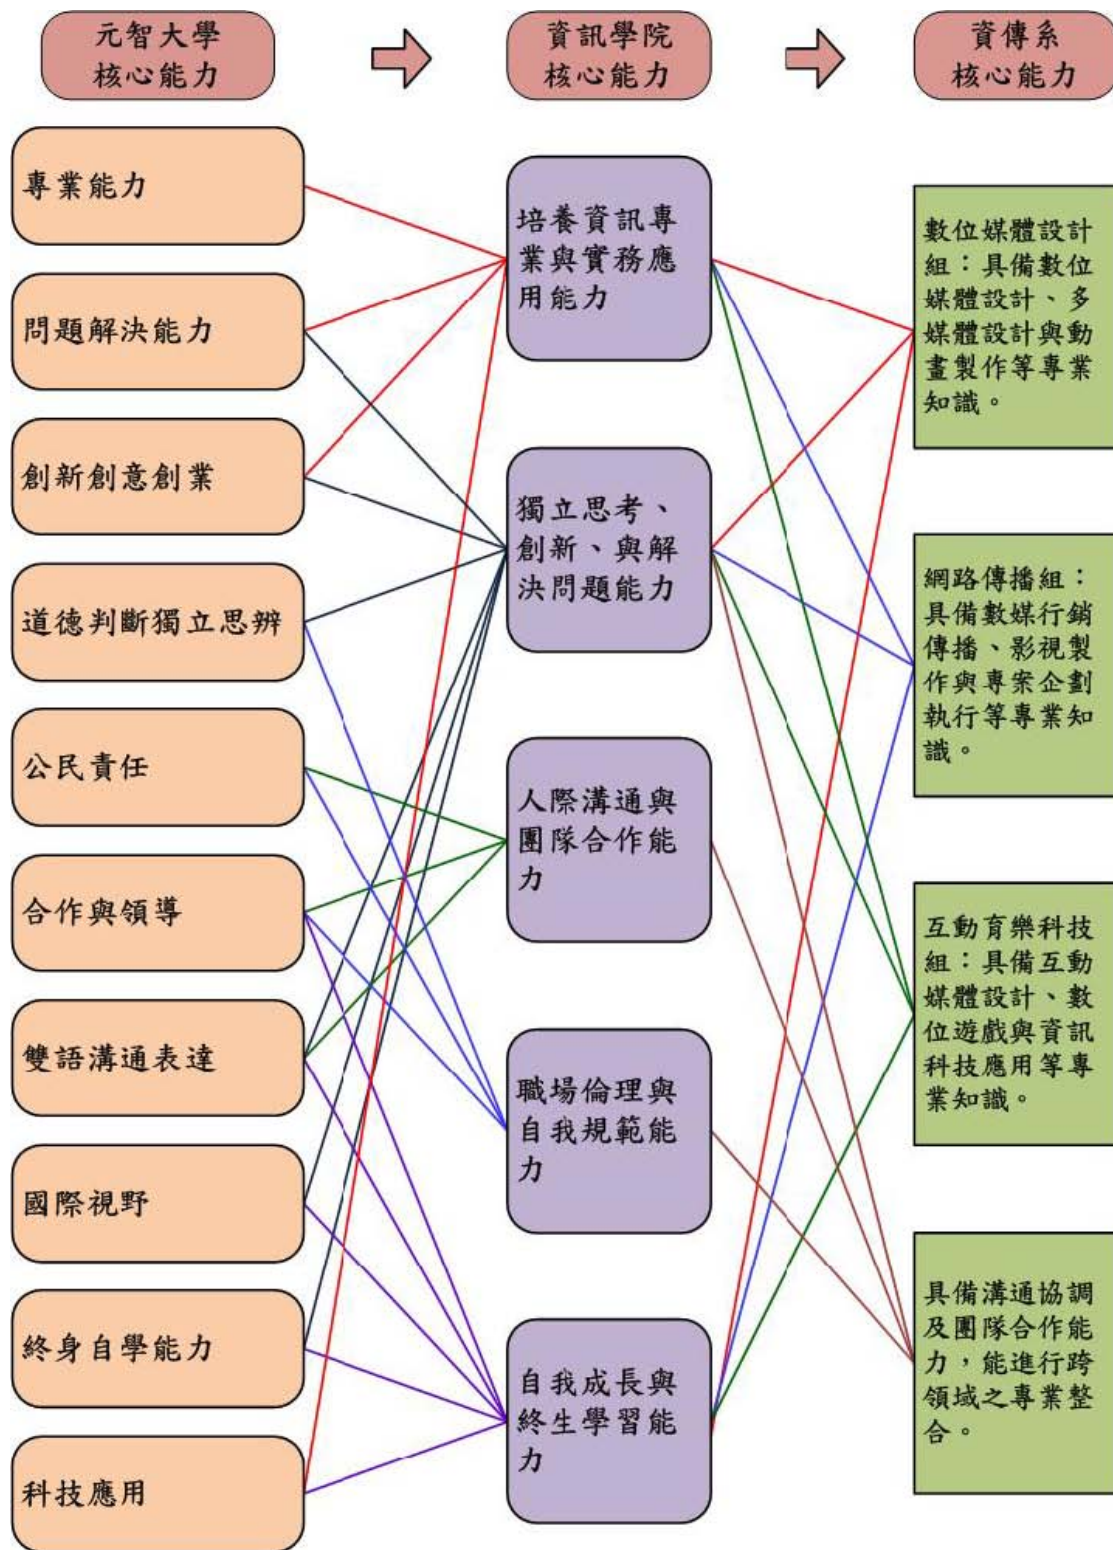 元智大學
核心能力
資訊學院
核心能力
資傳系
核心能力
專業能力
問題解決能力
創新創意創業
道德判斷獨立思辨
公民責任
合作與領導
雙語溝通表達
國際視野
終身自學能力
科技應用
培養資訊專
業與實務應
用能力
獨立思考、
創新、與解
決問題能力
人際溝通與
團隊合作能
力
職場倫理與
自我規範能
力
自我成長與
終生學習能
力
數位媒體設計
組：具備數位
媒體設計、多
媒體設計與動
畫製作等專業
知識。
網路傳播組：
具備數媒行銷
傳播、影視製
作與專案企劃
執行等專業知
識。
互動育樂科技
組：具備互動
媒體設計、數
位遊戲與資訊
科技應用等專
業知識。
具備溝通協調
及團隊合作能
力，能進行跨
領域之專業整
合。